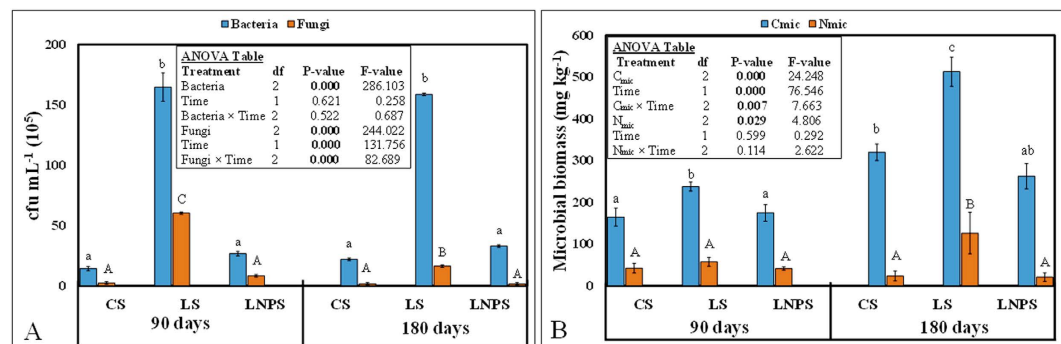 Bacteria Fungi
200
150
100
50
0
cfu mL⁻¹ (10⁵)
ANOVA Table
Treatment df P-value F-value
Bacteria 2 0.000 286.103
Time 1 0.621 0.258
Bacteria × Time 2 0.522 0.687
Fungi 2 0.000 244.022
Time 1 0.000 131.756
Fungi × Time 2 0.000 82.689
a A b C a A a A b B a A
CS LS LNPS CS LS LNPS
90 days 180 days
A
Cmic Nmic
600
500
400
300
200
100
0
Microbial biomass (mg kg⁻¹)
ANOVA Table
Treatment df P-value F-value
Cmic 2 0.000 24.248
Time 1 0.000 76.546
Cmic × Time 2 0.007 7.663
Nmic 2 0.029 4.806
Time 1 0.599 0.292
Nmic × Time 2 0.114 2.622
a A b A a A b A c B ab A
CS LS LNPS CS LS LNPS
90 days 180 days
B